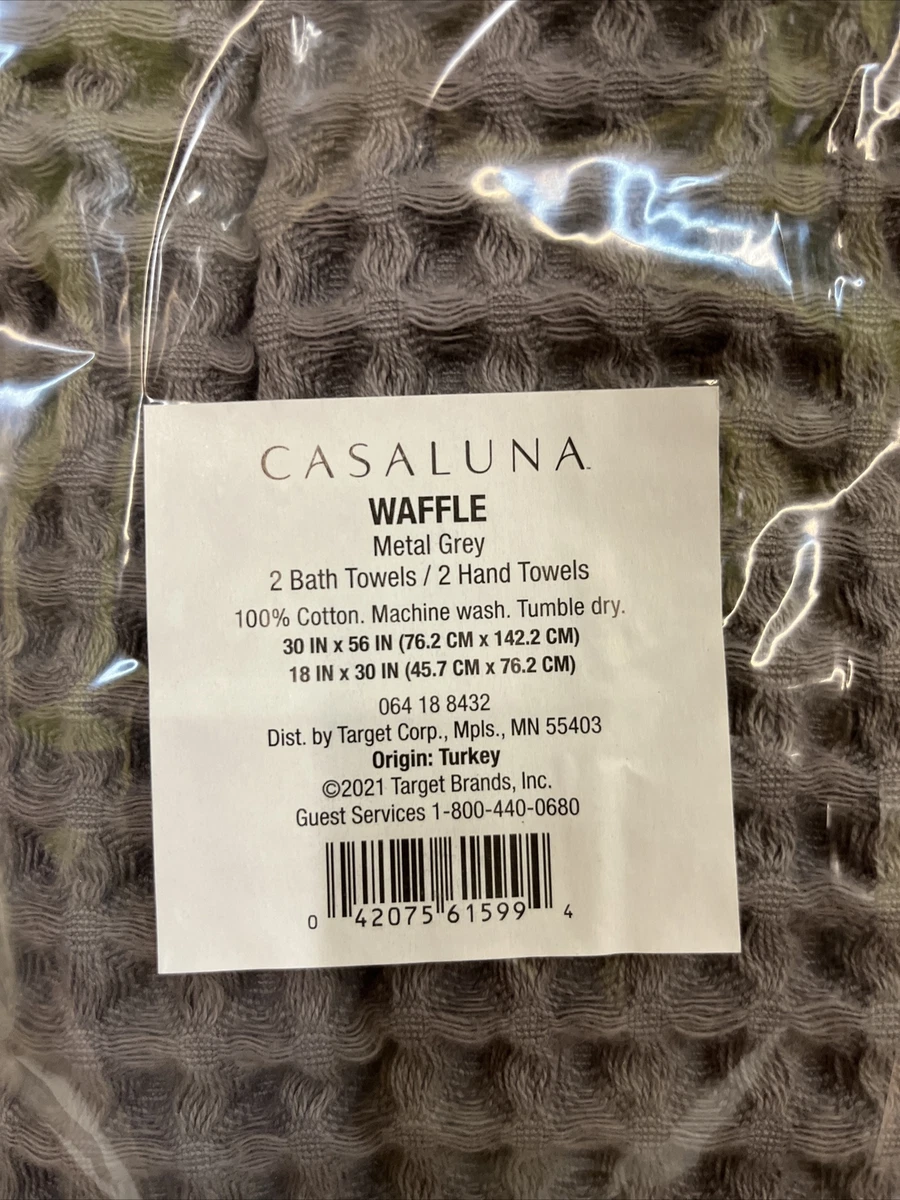 CASALUNA™
WAFFLE
Metal Grey
2 Bath Towels / 2 Hand Towels
100% Cotton. Machine wash. Tumble dry.
30 IN x 56 IN (76.2 CM x 142.2 CM)
18 IN x 30 IN (45.7 CM x 76.2 CM)
064 18 8432
Dist. by Target Corp., Mpls., MN 55403
Origin: Turkey
©2021 Target Brands, Inc.
Guest Services 1-800-440-0680
0 42075 61599 4